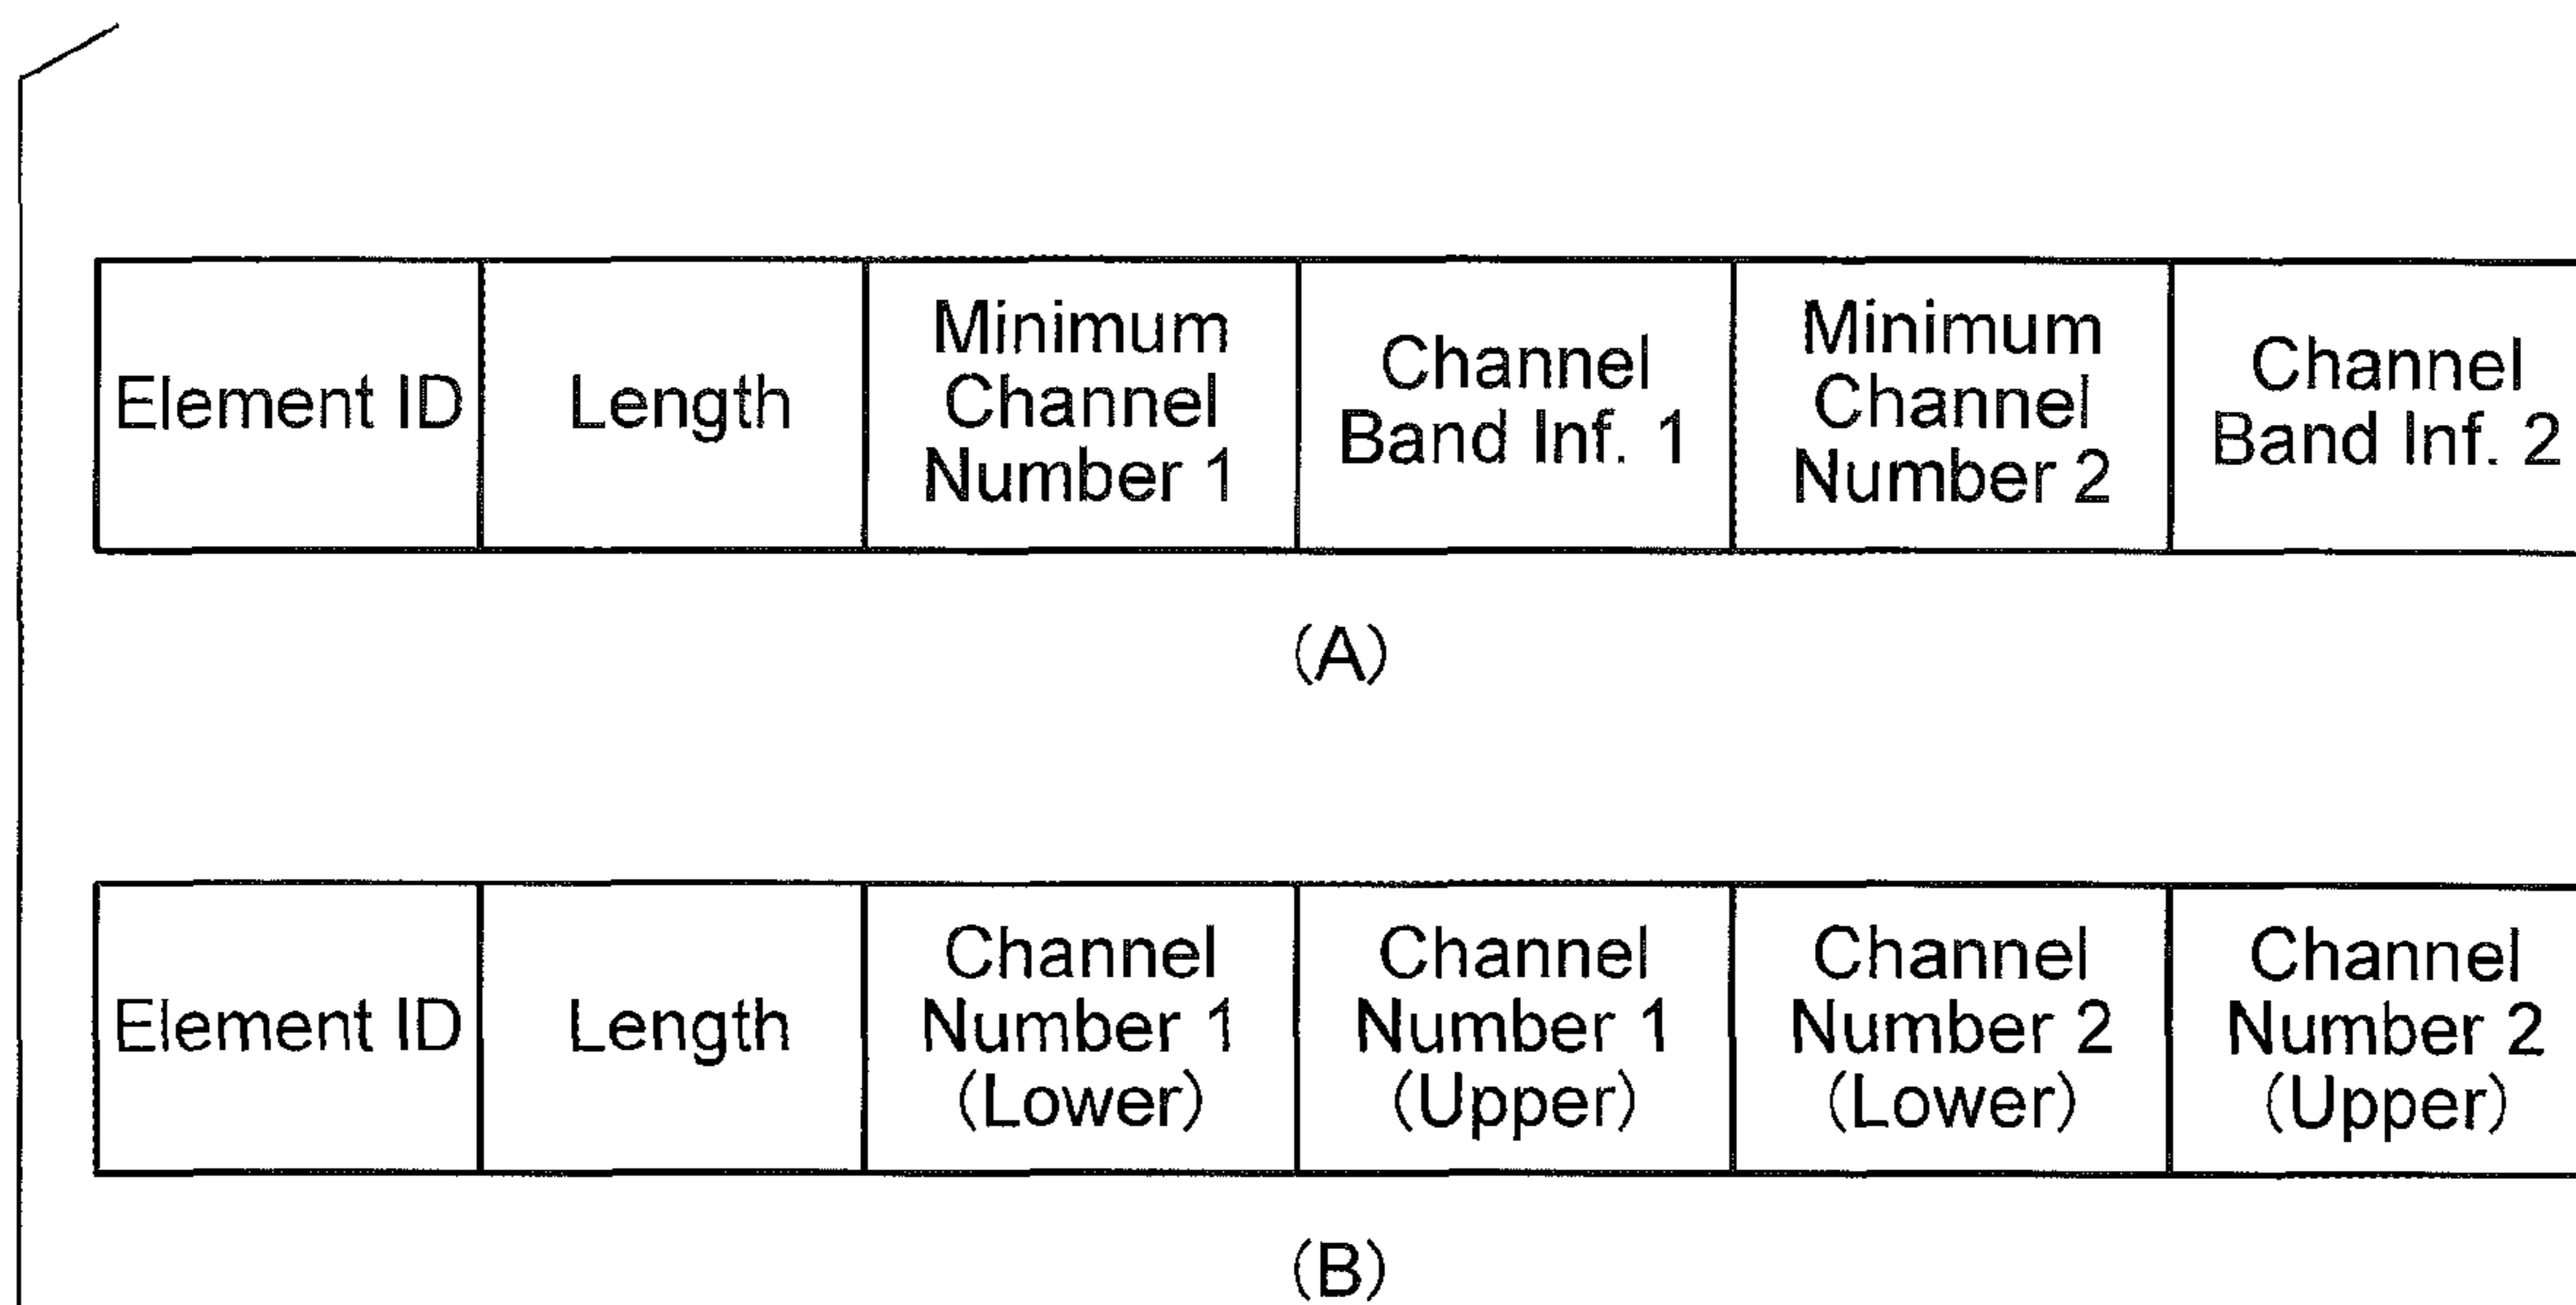 Element ID
Length
Minimum
Channel
Number 1
Channel
Band Inf. 1
Minimum
Channel
Number 2
Channel
Band Inf. 2
(A)
Element ID
Length
Channel
Number 1
(Lower)
Channel
Number 1
(Upper)
Channel
Number 2
(Lower)
Channel
Number 2
(Upper)
(B)